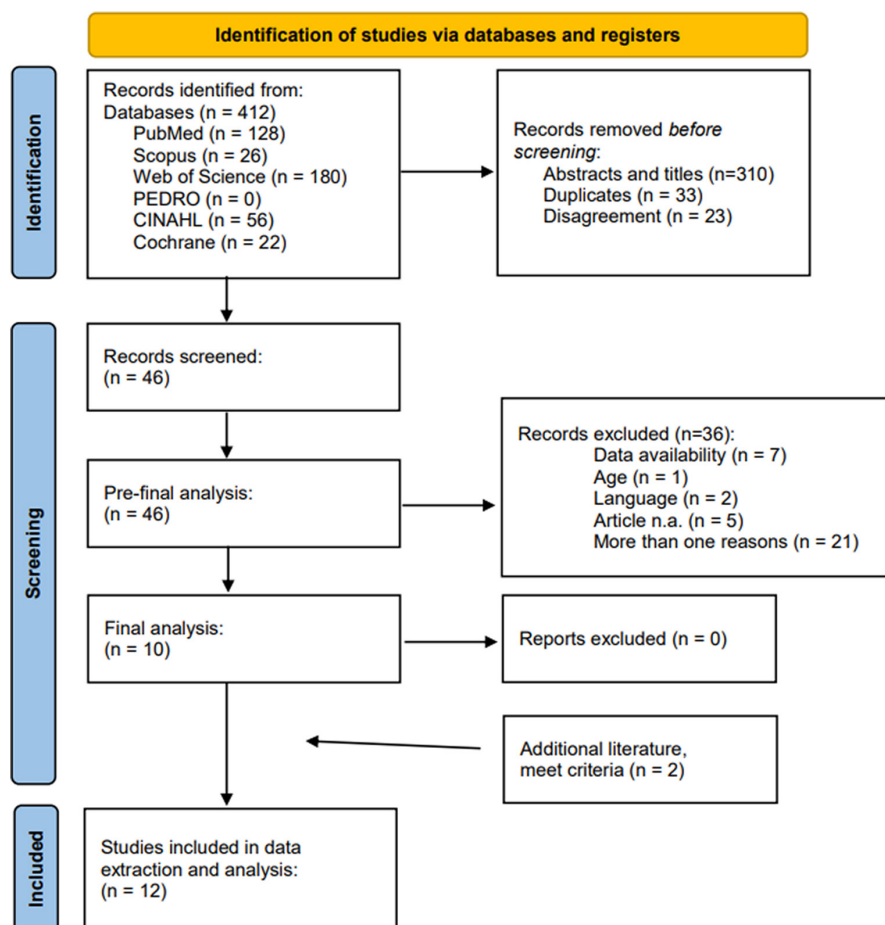 Identification of studies via databases and registers
Identification
Records identified from:
Databases (n = 412)
PubMed (n = 128)
Scopus (n = 26)
Web of Science (n = 180)
PEDRO (n = 0)
CINAHL (n = 56)
Cochrane (n = 22)
Records removed before
screening:
Abstracts and titles (n=310)
Duplicates (n = 33)
Disagreement (n = 23)
Screening
Records screened:
(n = 46)
Pre-final analysis:
(n = 46)
Records excluded (n=36):
Data availability (n = 7)
Age (n = 1)
Language (n = 2)
Article n.a. (n = 5)
More than one reasons (n = 21)
Final analysis:
(n = 10)
Reports excluded (n = 0)
Additional literature,
meet criteria (n = 2)
Included
Studies included in data
extraction and analysis:
(n = 12)